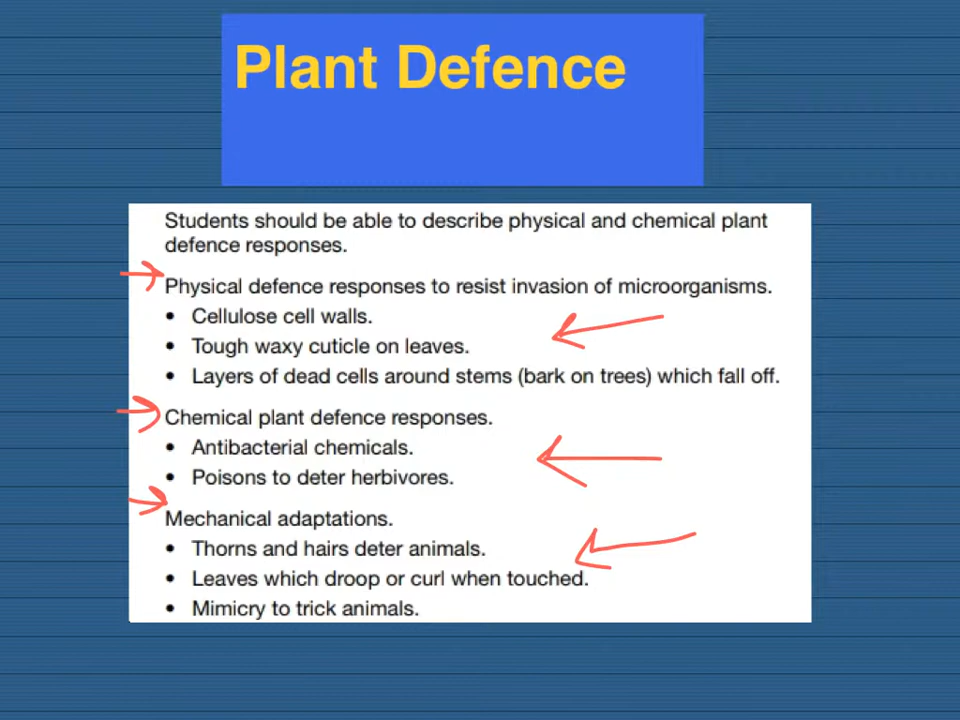 Plant Defence
Students should be able to describe physical and chemical plant
defence responses.
Physical defence responses to resist invasion of microorganisms.
• Cellulose cell walls.
• Tough waxy cuticle on leaves.
• Layers of dead cells around stems (bark on trees) which fall off.
Chemical plant defence responses.
• Antibacterial chemicals.
• Poisons to deter herbivores.
Mechanical adaptations.
• Thorns and hairs deter animals.
• Leaves which droop or curl when touched.
• Mimicry to trick animals.